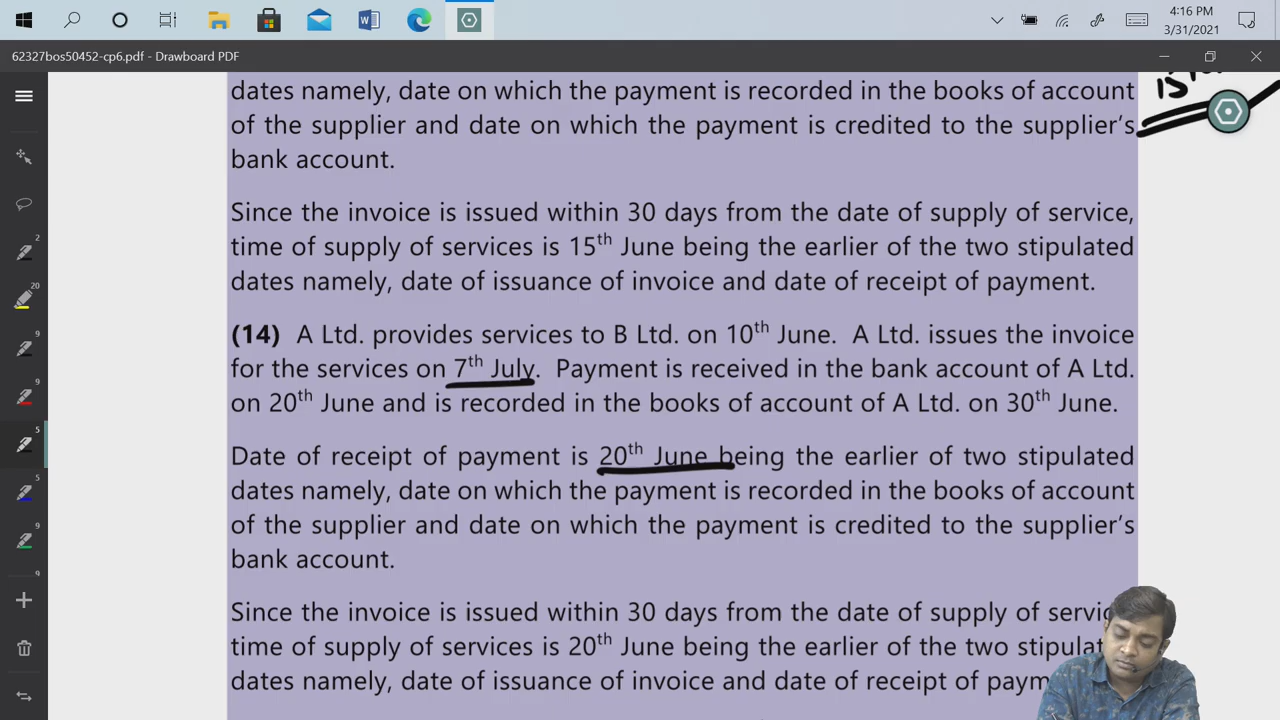 4:16 PM
3/31/2021
62327bos50452-cp6.pdf - Drawboard PDF
dates namely, date on which the payment is recorded in the books of account
of the supplier and date on which the payment is credited to the supplier's
bank account.
15
Since the invoice is issued within 30 days from the date of supply of service,
time of supply of services is 15th June being the earlier of the two stipulated
dates namely, date of issuance of invoice and date of receipt of payment.
(14) A Ltd. provides services to B Ltd. on 10th June. A Ltd. issues the invoice
for the services on 7th July. Payment is received in the bank account of A Ltd.
on 20th June and is recorded in the books of account of A Ltd. on 30th June.
Date of receipt of payment is 20th June being the earlier of two stipulated
dates namely, date on which the payment is recorded in the books of account
of the supplier and date on which the payment is credited to the supplier's
bank account.
Since the invoice is issued within 30 days from the date of supply of
time of supply of services is 20th June being the earlier of the two
dates namely, date of issuance of invoice and date of receipt of
2
20
9
9
5
5
9
9